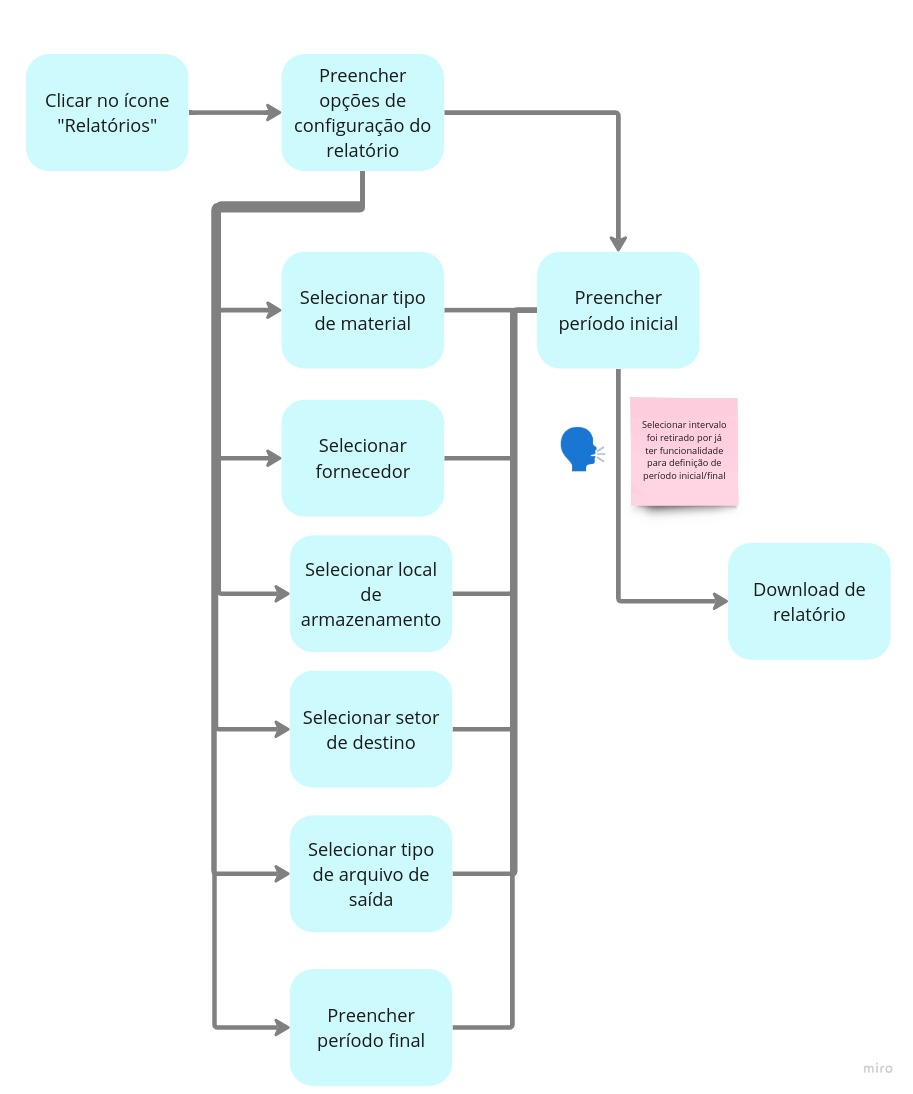 Clicar no ícone
"Relatórios"
Preencher
opções de
configuração do
relatório
Selecionar tipo
de material
Preencher
período inicial
Selecionar
fornecedor
Selecionar intervalo
foi retirado por já
ter funcionalidade
para definição de
período inicial/final
Selecionar local
de
armazenamento
Download de
relatório
Selecionar setor
de destino
Selecionar tipo
de arquivo de
saída
Preencher
período final
miro